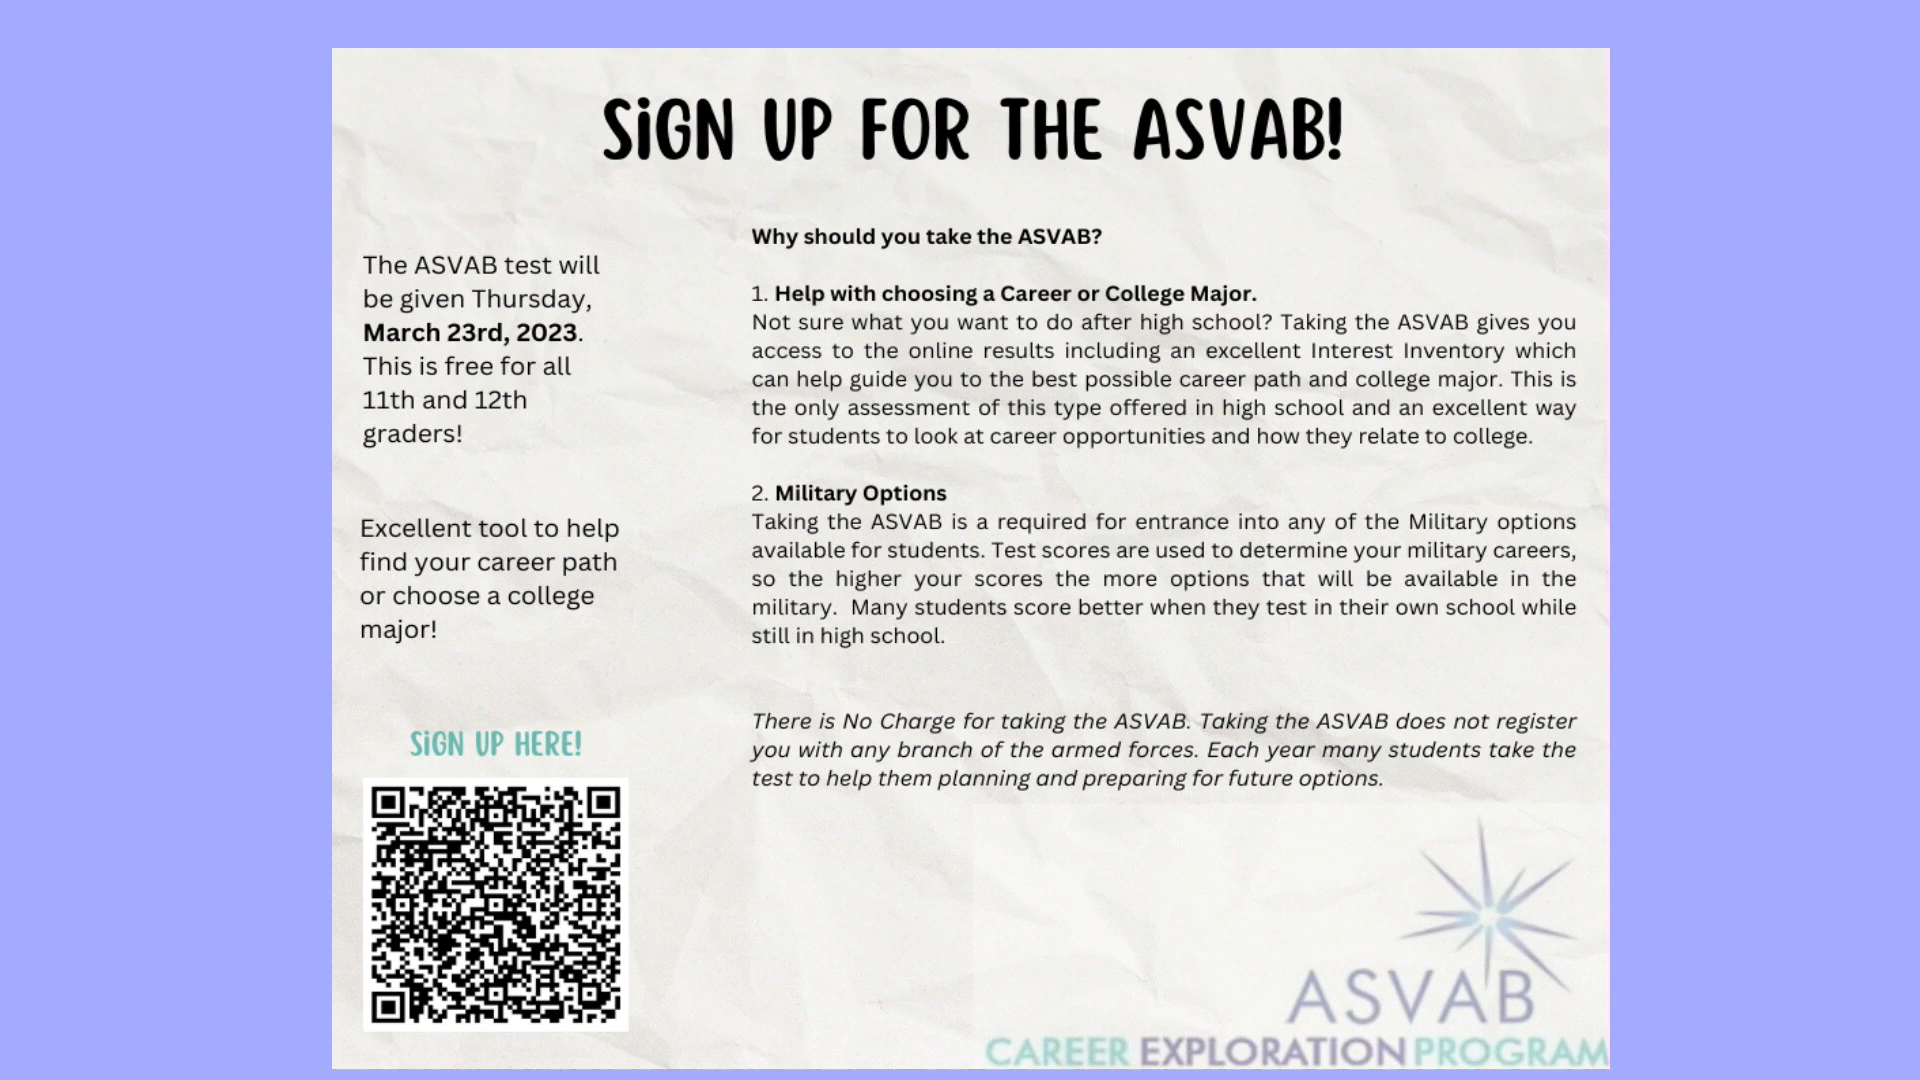 SiGN UP FOR THE ASVAB!
The ASVAB test will
be given Thursday,
March 23rd, 2023.
This is free for all
11th and 12th
graders!
Excellent tool to help
find your career path
or choose a college
major!
SiGN UP HERE!
Why should you take the ASVAB?
1. Help with choosing a Career or College Major.
Not sure what you want to do after high school? Taking the ASVAB gives you
access to the online results including an excellent Interest Inventory which
can help guide you to the best possible career path and college major. This is
the only assessment of this type offered in high school and an excellent way
for students to look at career opportunities and how they relate to college.
2. Military Options
Taking the ASVAB is a required for entrance into any of the Military options
available for students. Test scores are used to determine your military careers,
so the higher your scores the more options that will be available in the
military. Many students score better when they test in their own school while
still in high school.
There is No Charge for taking the ASVAB. Taking the ASVAB does not register
you with any branch of the armed forces. Each year many students take the
test to help them planning and preparing for future options.
ASVAB
CAREER EXPLORATION PROGRAM